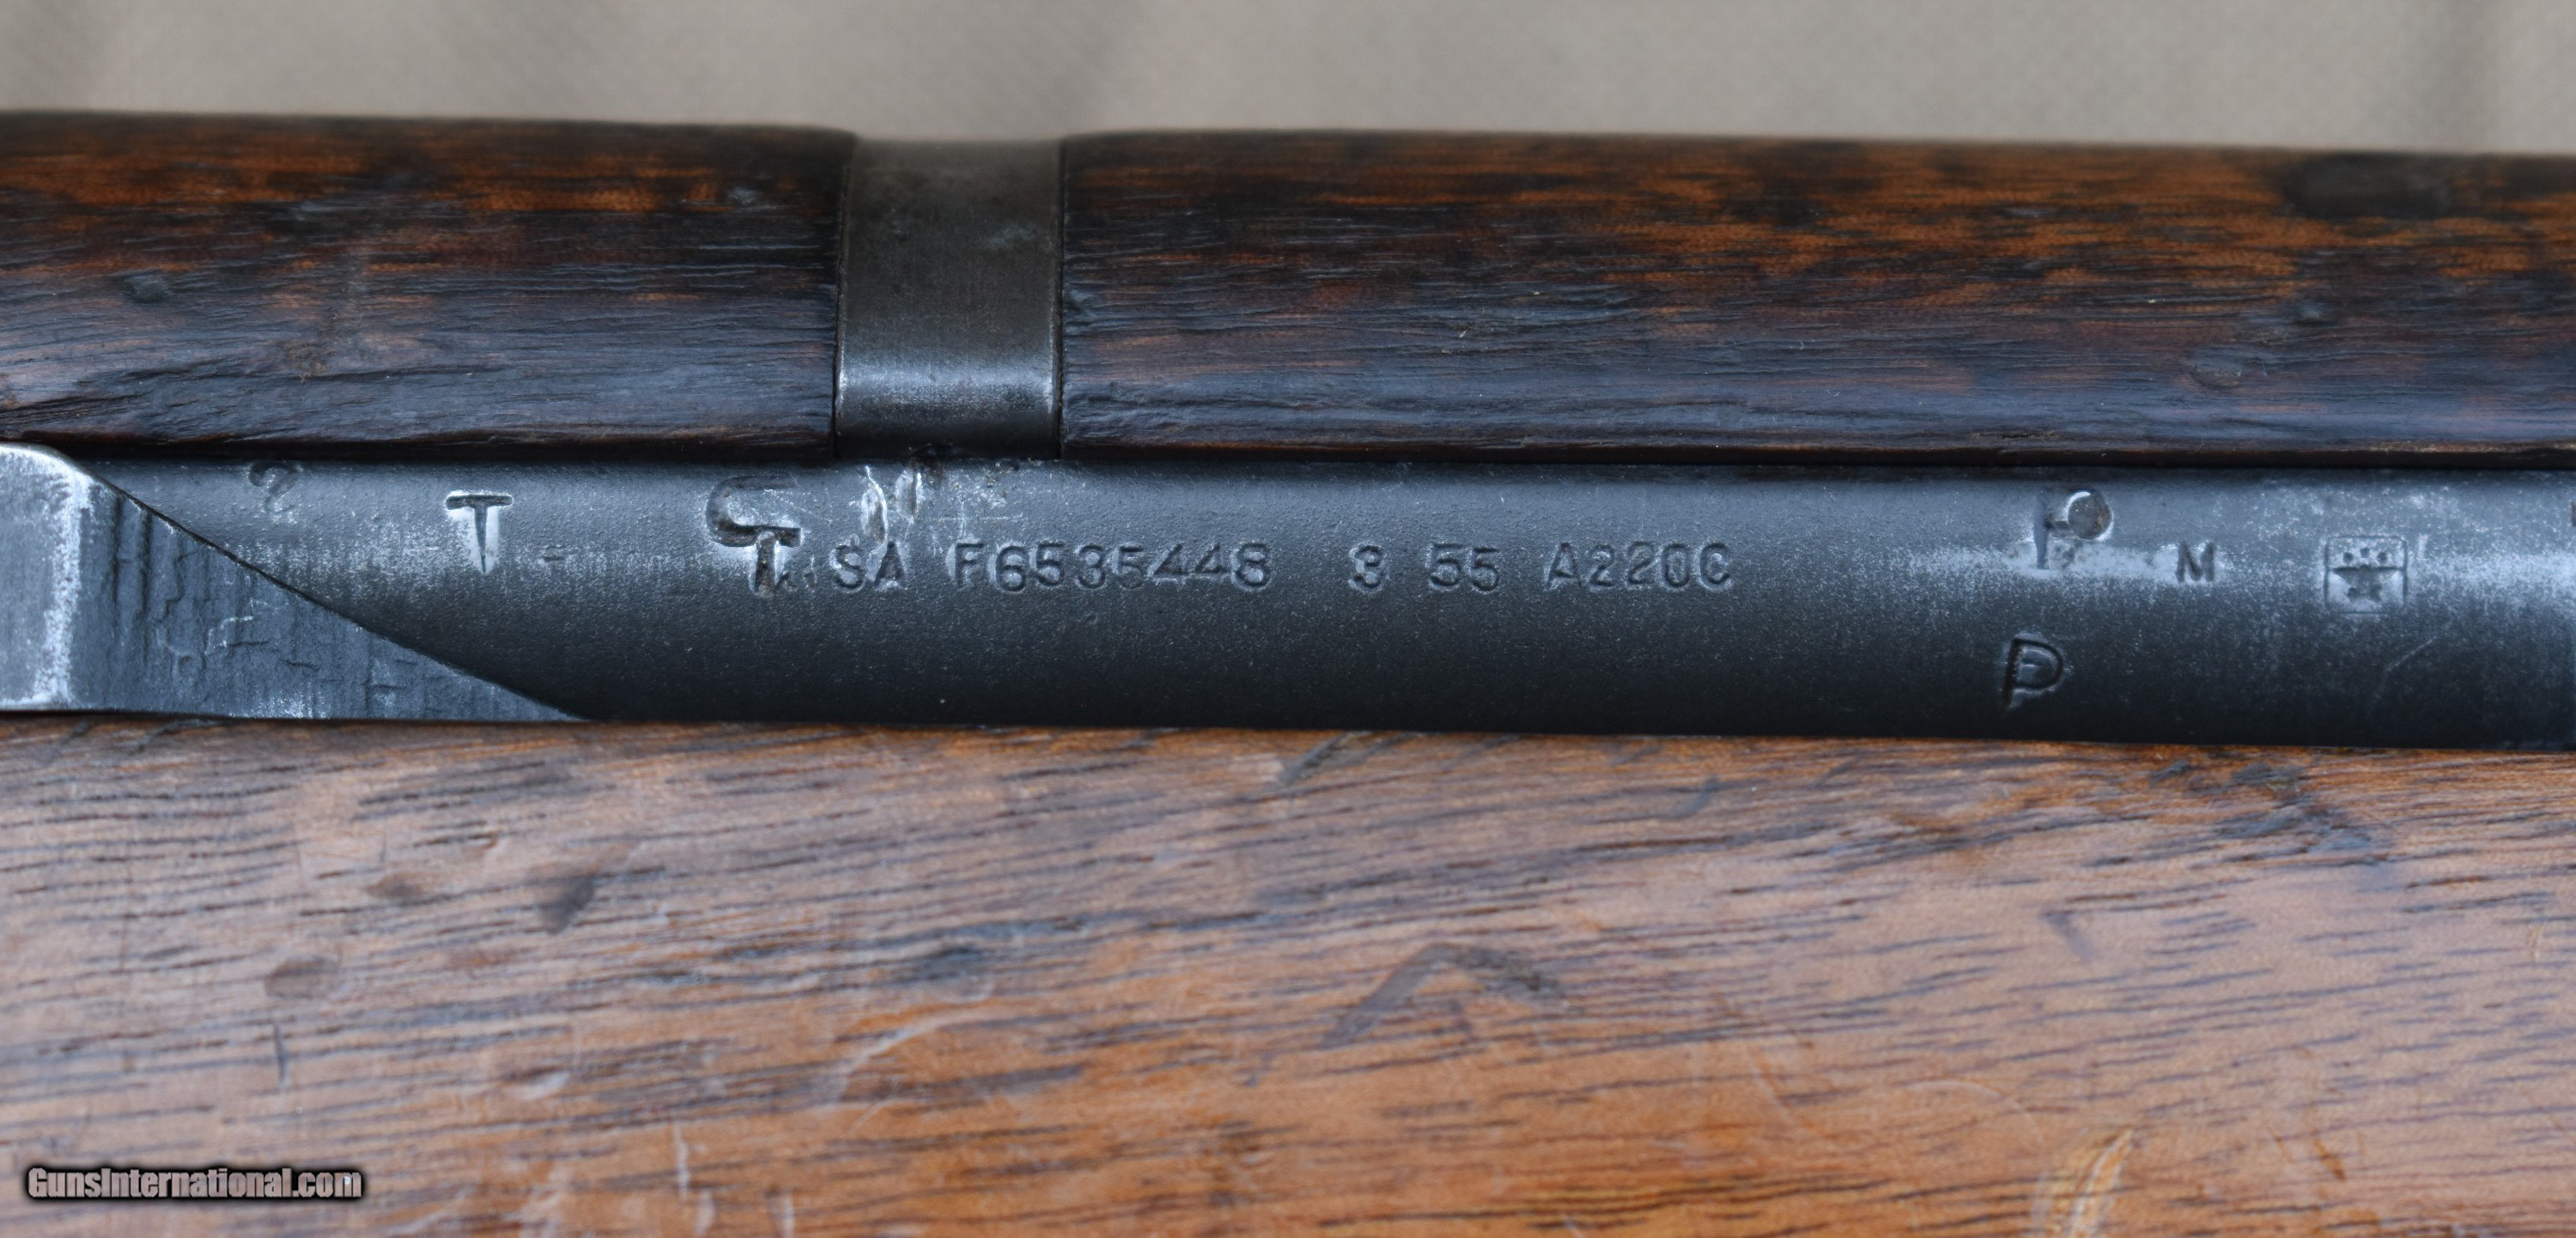 T
SA F6535448 3 55 A220C
P M
P
GunsInternational.com